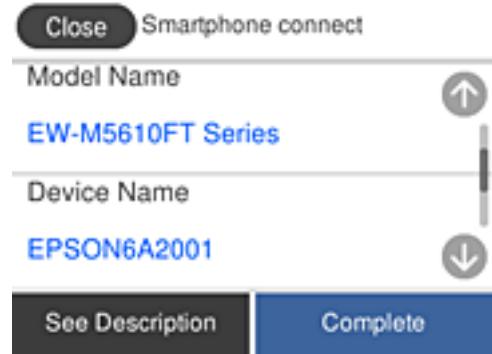 Close Smartphone connect
Model Name
EW-M5610FT Series
Device Name
EPSON6A2001
See Description Complete